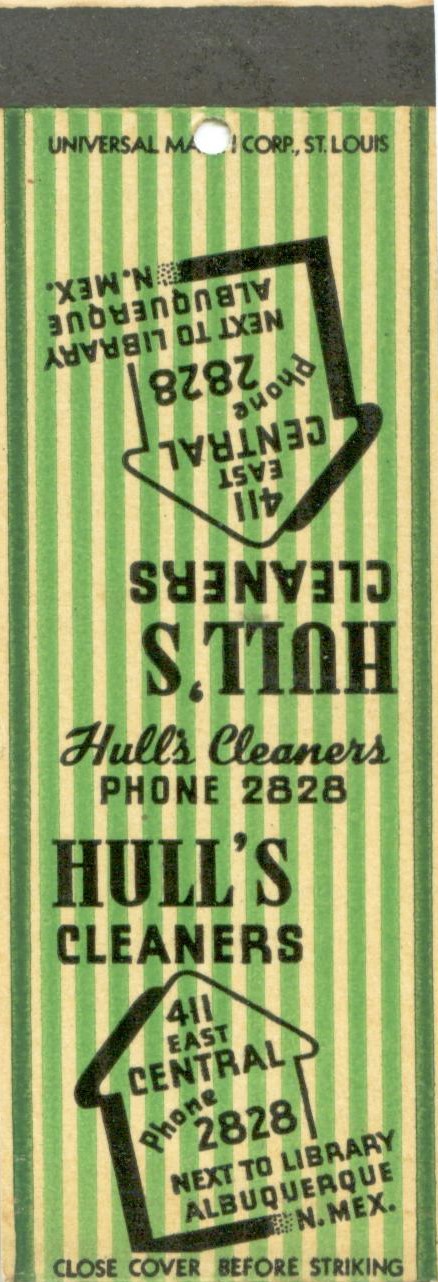 UNIVERSAL MATCH CORP., ST. LOUIS
HULL'S
CLEANERS
411
EAST
CENTRAL
Phone
2828
NEXT TO LIBRARY
ALBUQUERQUE
N. MEX.
Hull's Cleaners
PHONE 2828
HULL'S
CLEANERS
411
EAST
CENTRAL
Phone
2828
NEXT TO LIBRARY
ALBUQUERQUE
N. MEX.
CLOSE COVER BEFORE STRIKING